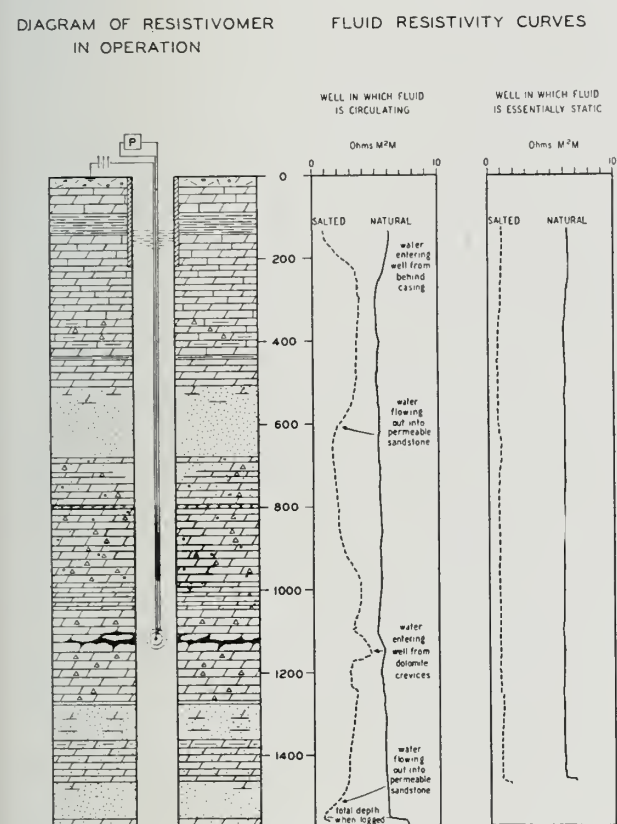 DIAGRAM OF RESISTIVOMER
IN OPERATION
FLUID RESISTIVITY CURVES
WELL IN WHICH FLUID
IS CIRCULATING
WELL IN WHICH FLUID
IS ESSENTIALLY STATIC
Ohms M²M
Ohms M²M
P
0 10
0 10
0
SALTED NATURAL
SALTED NATURAL
water
entering
well from
behind
casing
200
400
water
flowing
out into
permeable
sandstone
600
800
1000
water
entering
well from
dolomite
crevices
1200
1400
water
flowing
out into
permeable
sandstone
total depth
when logged